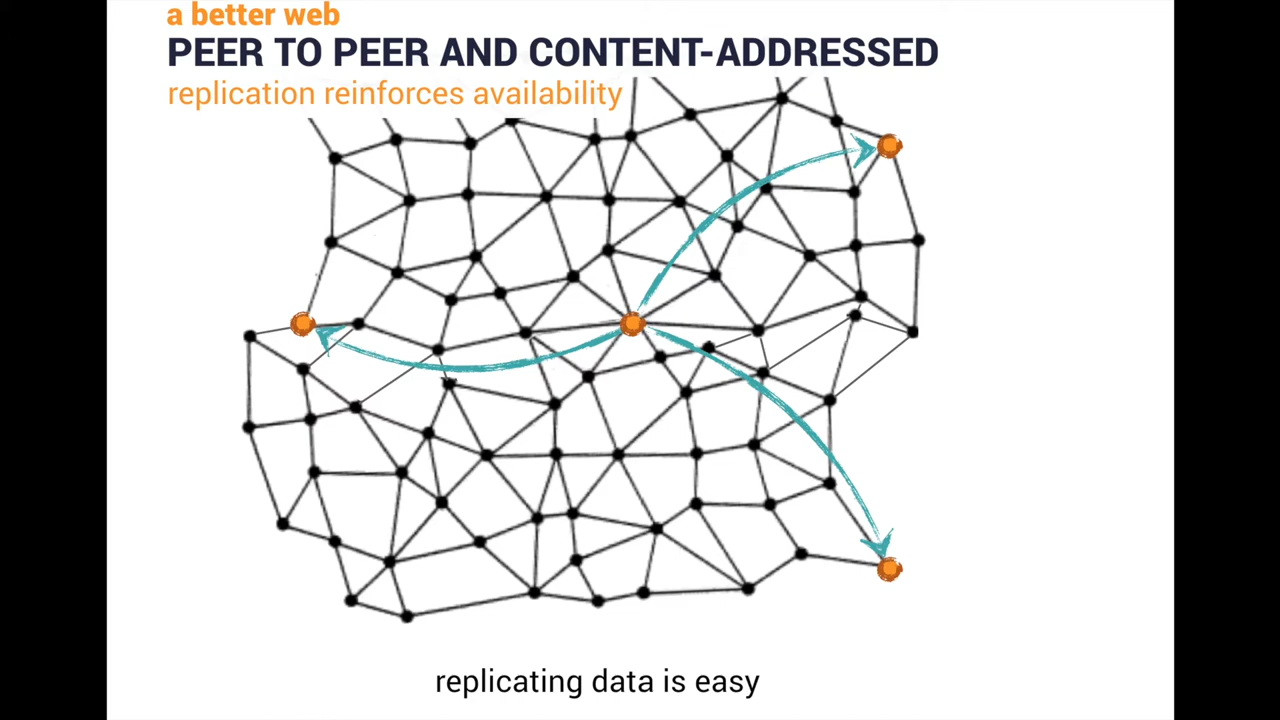 a better web
PEER TO PEER AND CONTENT-ADDRESSED
replication reinforces availability
replicating data is easy